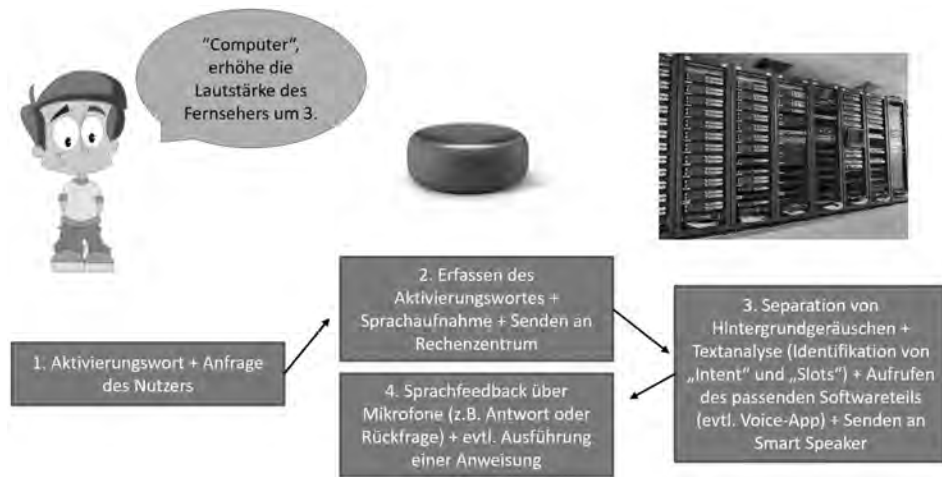 “Computer“,
erhöhe die
Lautstärke des
Fernsehers um 3.
1. Aktivierungswort + Anfrage
des Nutzers
2. Erfassen des
Aktivierungswortes +
Sprachaufnahme + Senden an
Rechenzentrum
3. Separation von
Hintergrundgeräuschen +
Textanalyse (Identifikation von
„Intent“ und „Slots“) + Aufrufen
des passenden Softwareteils
(evtl. Voice-App) + Senden an
Smart Speaker
4. Sprachfeedback über
Mikrofone (z.B. Antwort oder
Rückfrage) + evtl. Ausführung
einer Anweisung